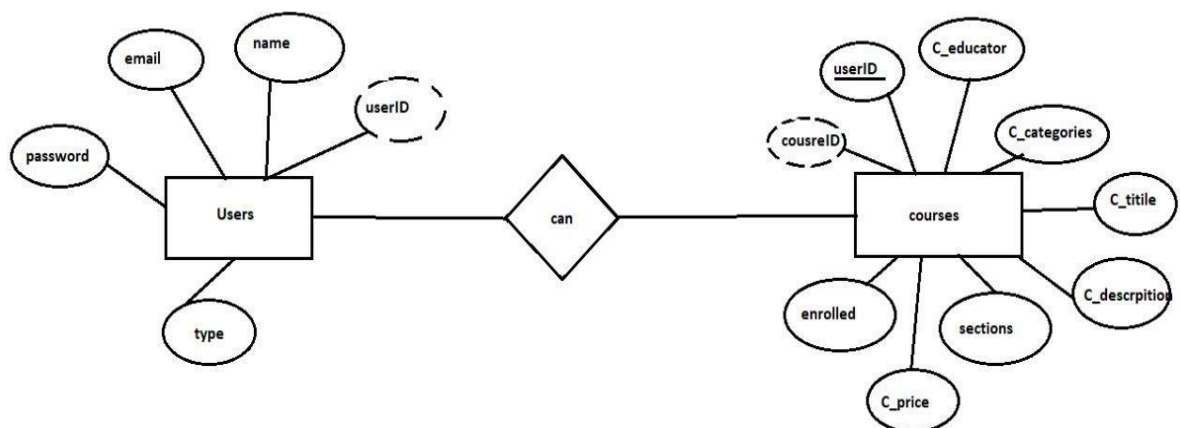 email
name
userID
password
Users
type
can
userID
C_educator
cousreID
C_categories
C_titile
courses
C_descrpition
enrolled
sections
C_price